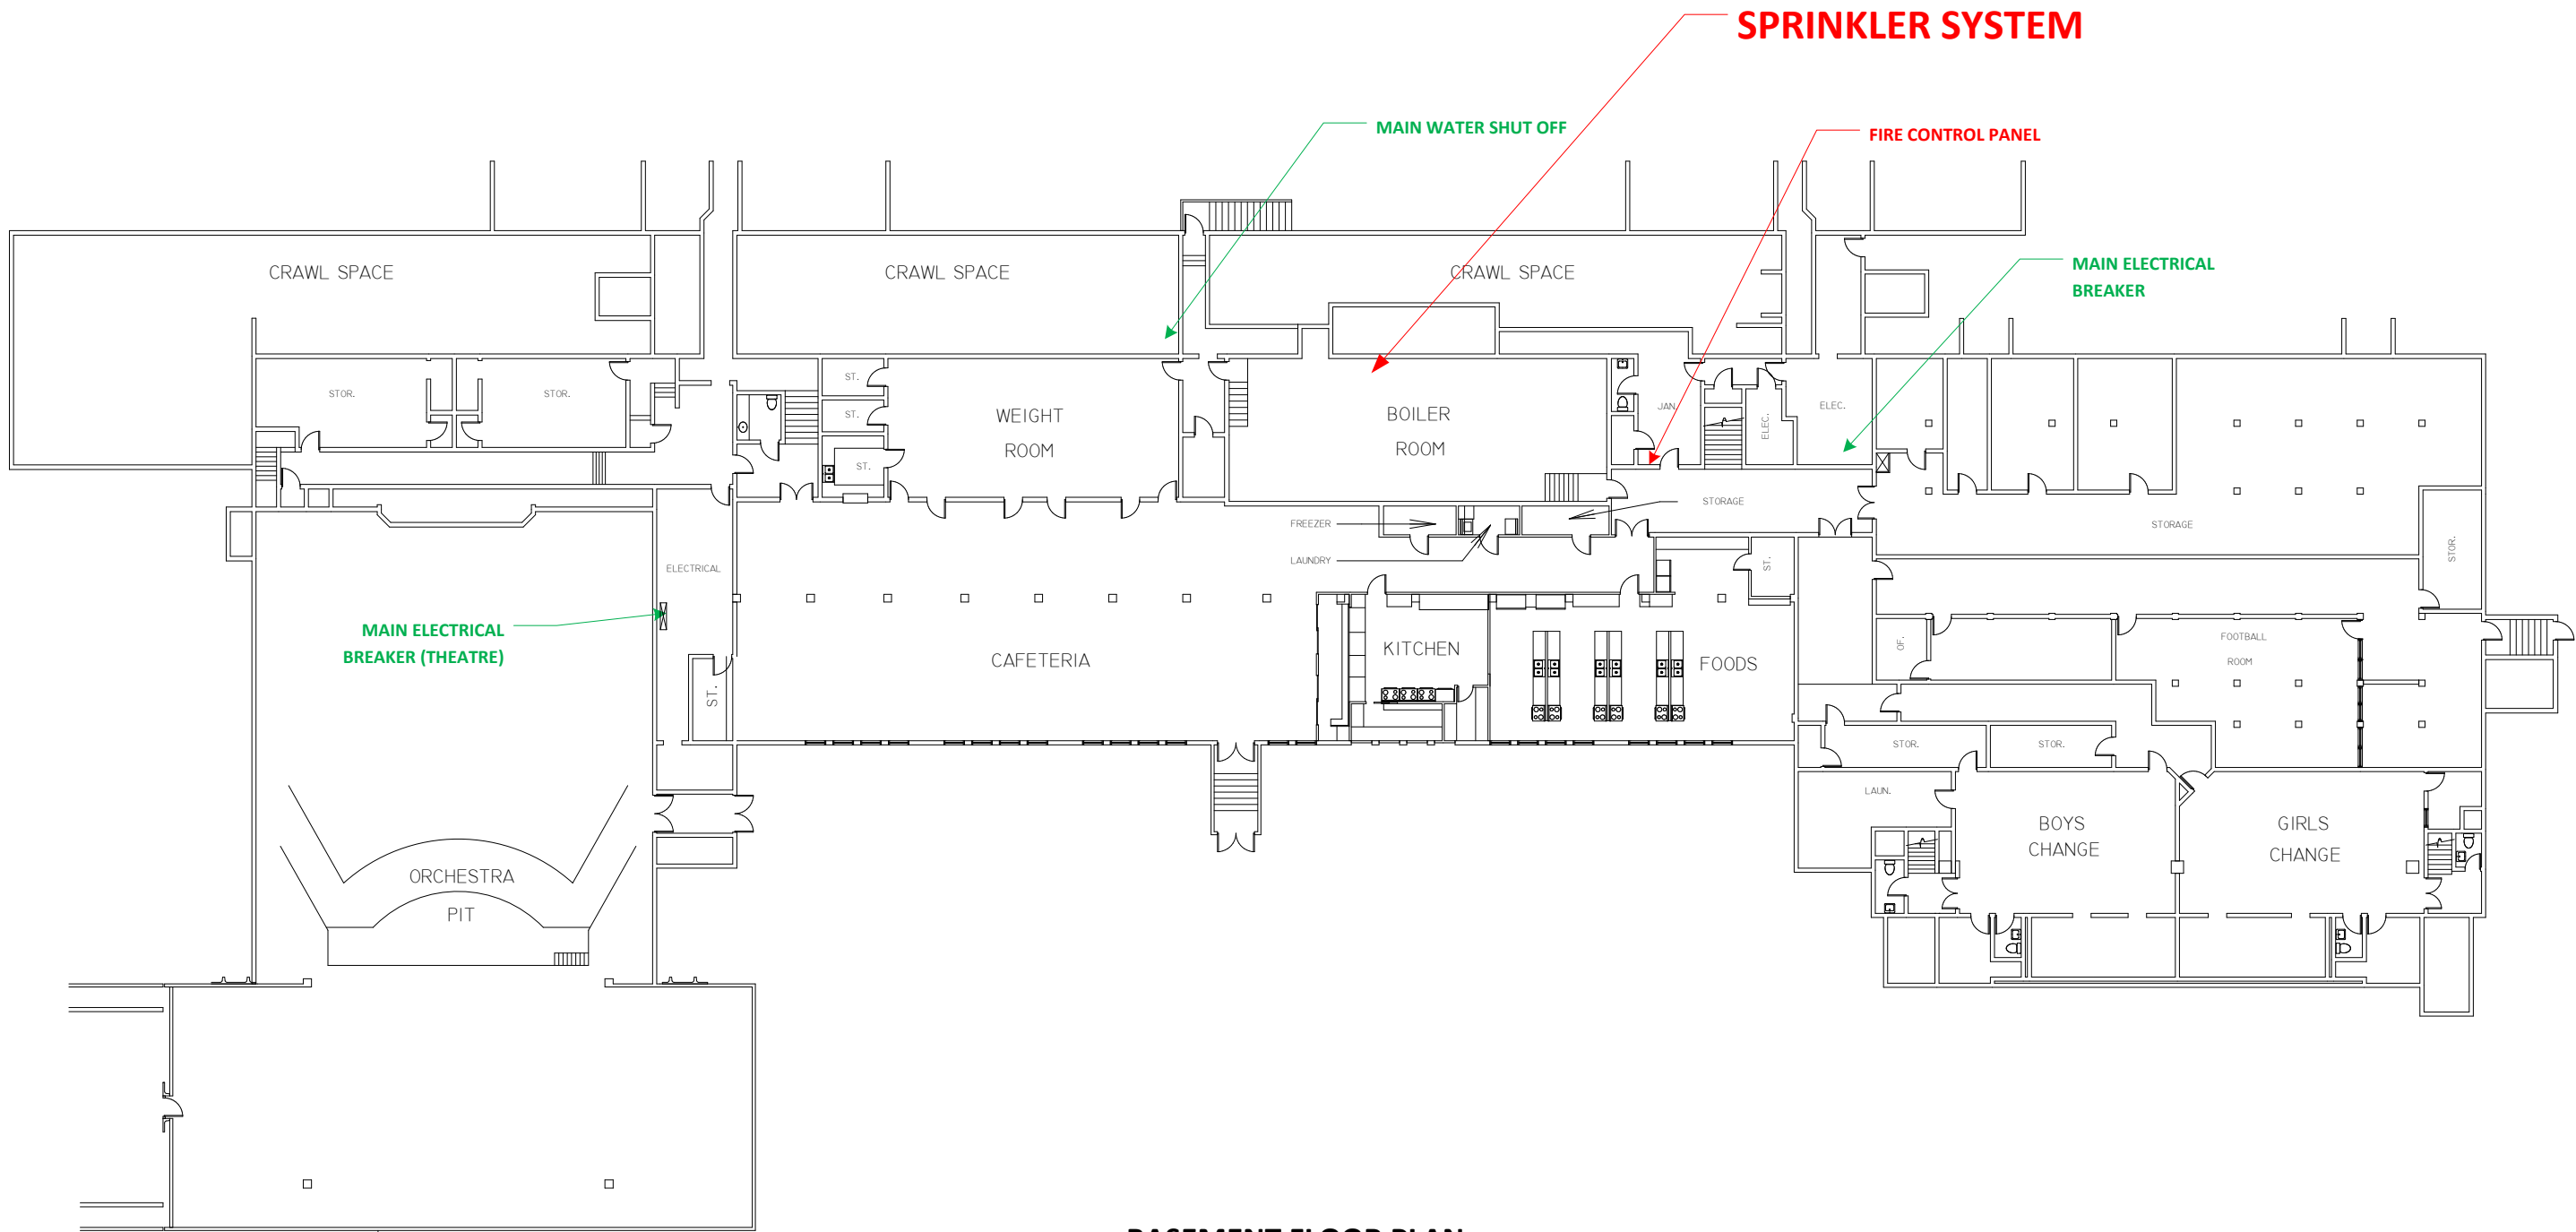 SPRINKLER SYSTEM
MAIN WATER SHUT OFF
FIRE CONTROL PANEL
CRAWL SPACE
CRAWL SPACE
CRAWL SPACE
MAIN ELECTRICAL
BREAKER
STOR.
STOR.
ST.
ST.
ST.
WEIGHT
ROOM
BOILER
ROOM
JAN.
ELEC.
ELEC.
FREEZER
LAUNDRY
STORAGE
STORAGE
STOR.
ELECTRICAL
ST.
MAIN ELECTRICAL
BREAKER (THEATRE)
ST.
CAFETERIA
KITCHEN
FOODS
OF.
FOOTBALL
ROOM
STOR.
STOR.
LAUN.
BOYS
CHANGE
GIRLS
CHANGE
ORCHESTRA
PIT
BASEMENT FLOOR PLAN